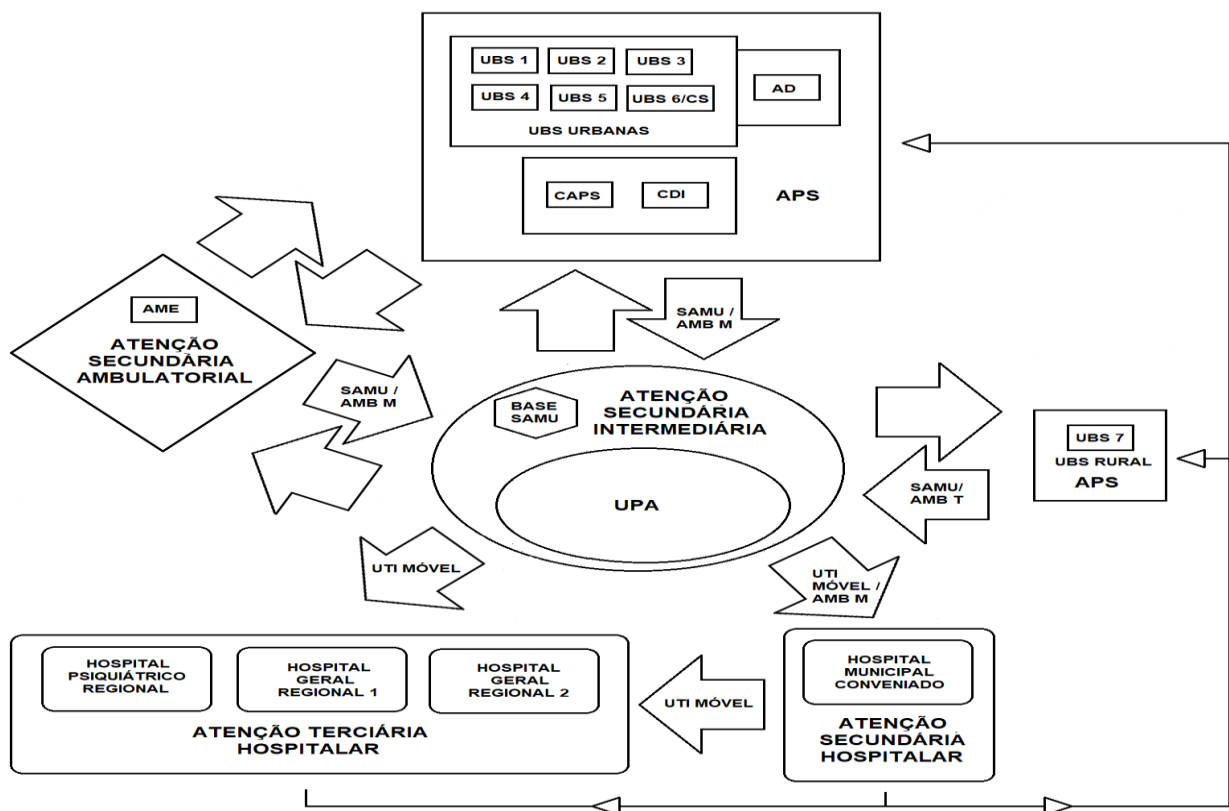 UBS 1
UBS 2
UBS 3
UBS 4
UBS 5
UBS 6/CS
UBS URBANAS
AD
CAPS
CDI
APS
SAMU /
AMB M
AME
ATENÇÃO
SECUNDÁRIA
AMBULATORIAL
SAMU /
AMB M
BASE
SAMU
ATENÇÃO
SECUNDÁRIA
INTERMEDIÁRIA
UPA
UBS 7
UBS RURAL
APS
SAMU/
AMB T
UTI MÓVEL
UTI
MÓVEL /
AMB M
HOSPITAL
PSIQUIÁTRICO
REGIONAL
HOSPITAL
GERAL
REGIONAL 1
HOSPITAL
GERAL
REGIONAL 2
ATENÇÃO TERCIÁRIA
HOSPITALAR
UTI MÓVEL
HOSPITAL
MUNICIPAL
CONVENIADO
ATENÇÃO
SECUNDÁRIA
HOSPITALAR